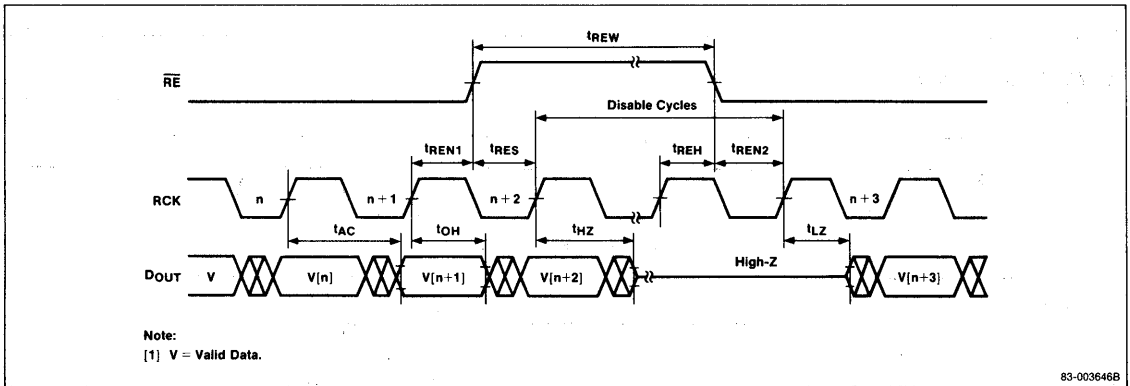 tREW
RE
Disable Cycles
tREN1 tRES tREH tREN2
RCK n n + 1 n + 2 n + 3
tAC tOH tHZ tLZ
DOUT V V[n] V[n+1] V[n+2] High-Z V[n+3]
Note:
[1] V = Valid Data.
83-003646B